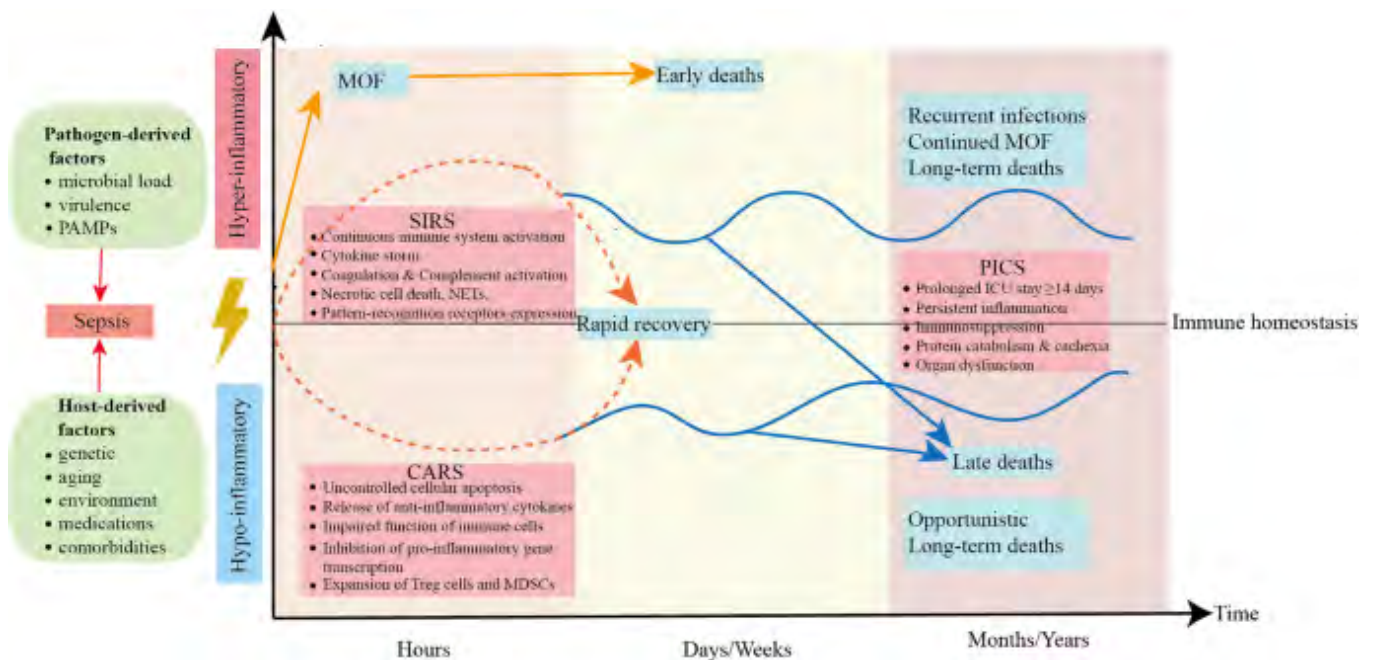 Pathogen-derived
factors
• microbial load
• virulence
• PAMPs
Sepsis
Host-derived
factors
• genetic
• aging
• environment
• medications
• comorbidities
Hyper-inflammatory
Hypo-inflammatory
MOF
Early deaths
SIRS
• Continuous immune system activation
• Cytokine storm
• Coagulation & Complement activation
• Necrotic cell death, NETs,
• Pattern-recognition receptors expression
Rapid recovery
CARS
• Uncontrolled cellular apoptosis
• Release of anti-inflammatory cytokines
• Impaired function of immune cells
• Inhibition of pro-inflammatory gene
transcription
• Expansion of Treg cells and MDSCs
Recurrent infections
Continued MOF
Long-term deaths
PICS
• Prolonged ICU stay ≥14 days
• Persistent inflammation
• Immunosuppression
• Protein catabolism & cachexia
• Organ dysfunction
Immune homeostasis
Late deaths
Opportunistic
Long-term deaths
Time
Hours
Days/Weeks
Months/Years